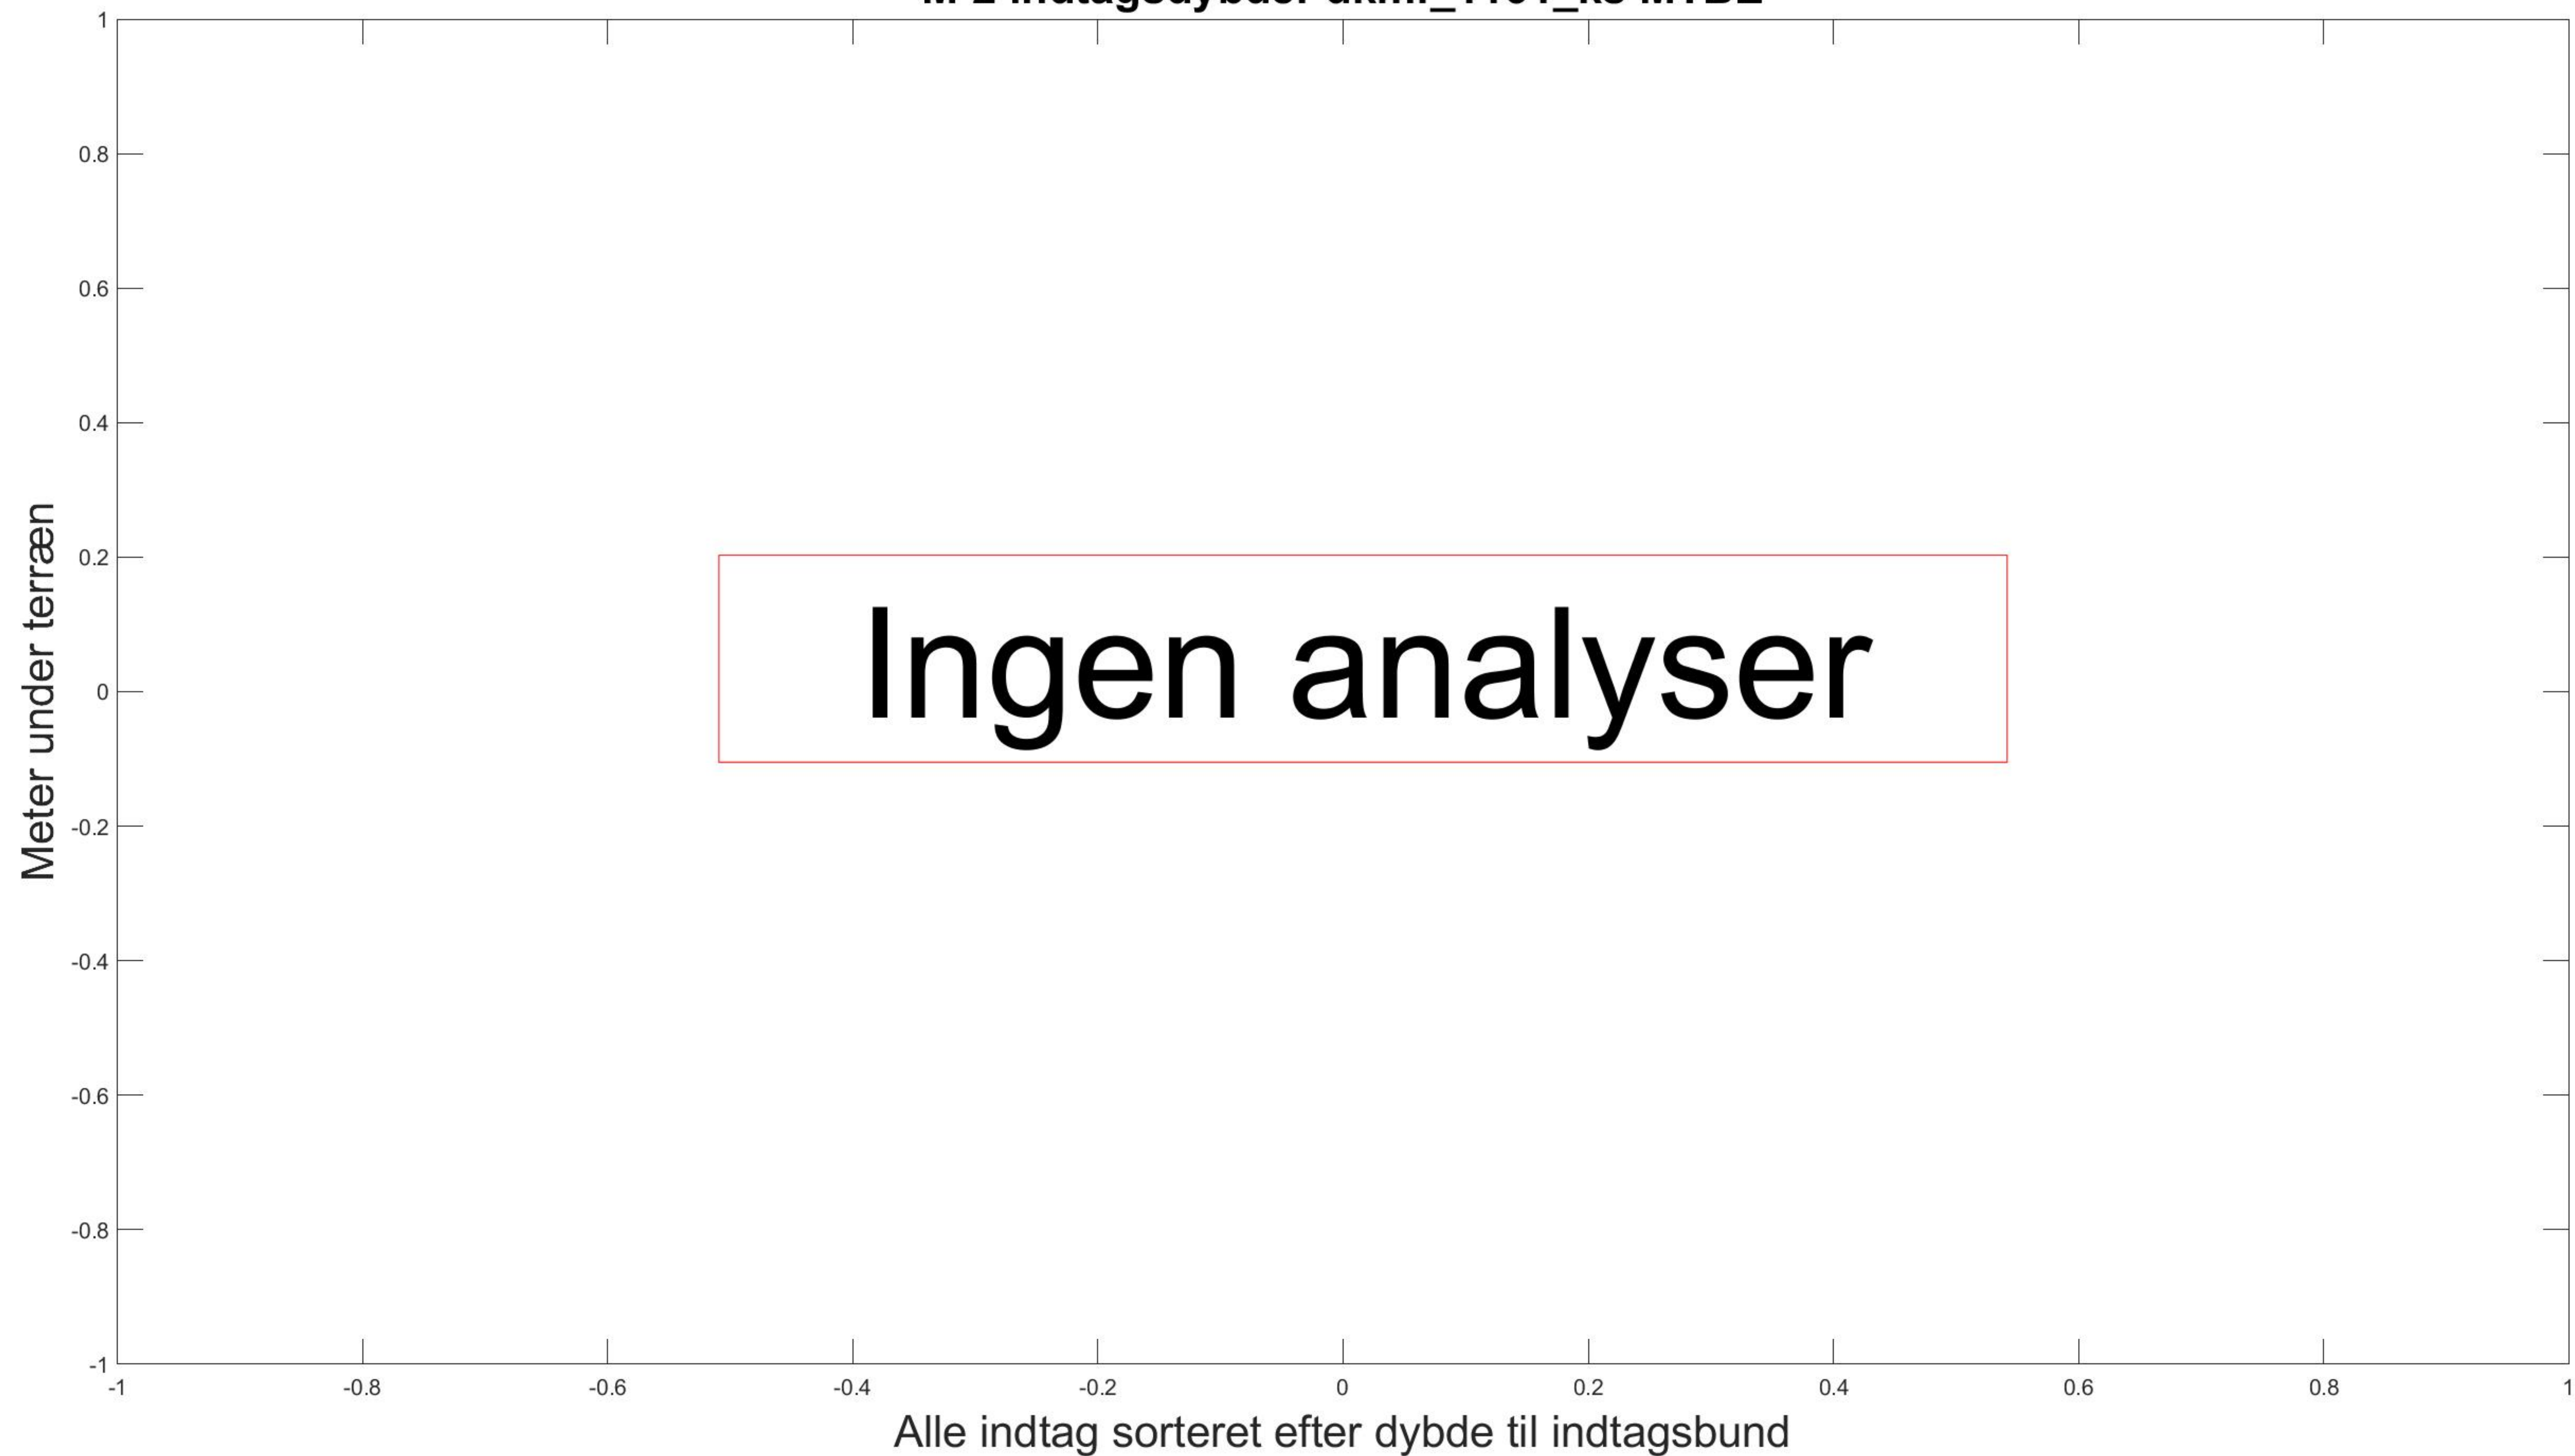 MTBE
1
0.8
0.6
0.4
0.2
0
-0.2
-0.4
-0.6
-0.8
-1
Meter under terræn
Ingen analyser
-1 -0.8 -0.6 -0.4 -0.2 0 0.2 0.4 0.6 0.8 1
Alle indtag sorteret efter dybde til indtagsbund